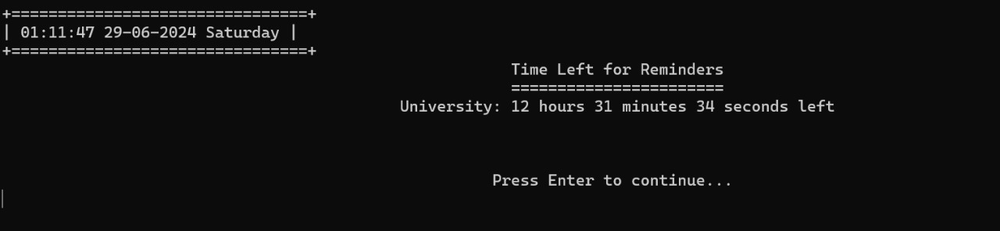 +================================+
| 01:11:47 29-06-2024 Saturday |
+================================+
Time Left for Reminders
=======================
University: 12 hours 31 minutes 34 seconds left
Press Enter to continue...